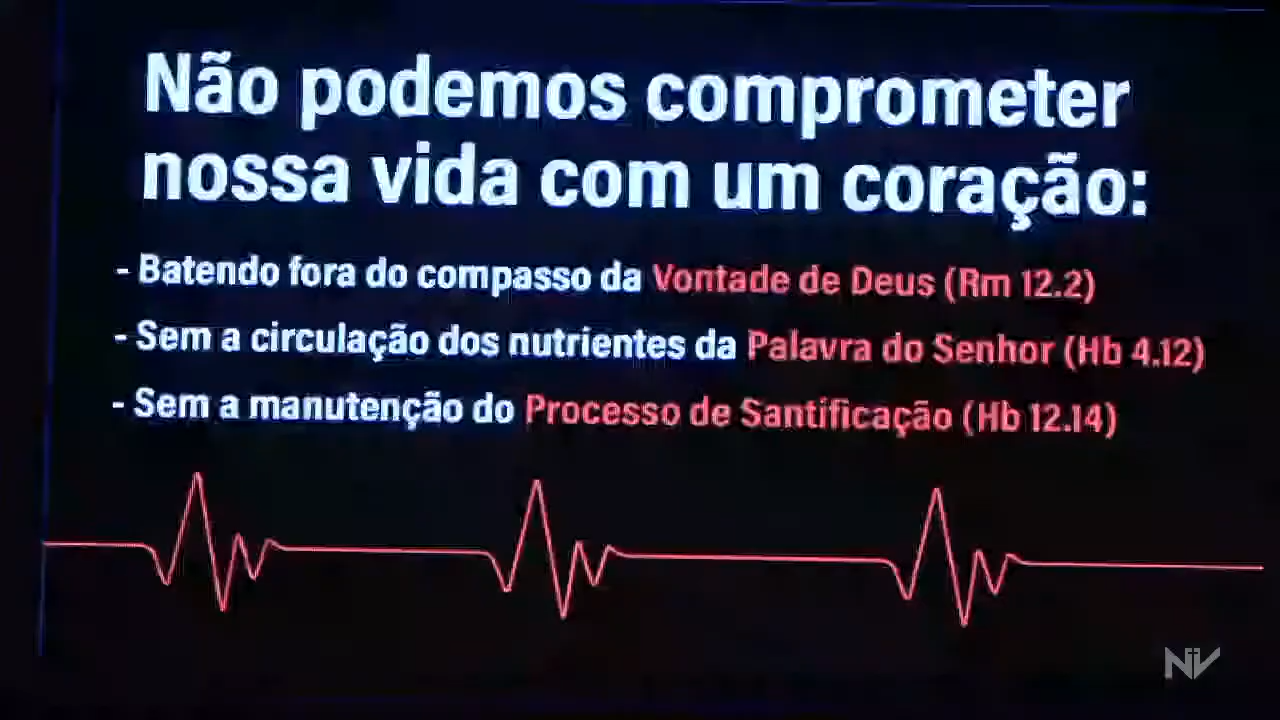 Não podemos comprometer
nossa vida com um coração:
- Batendo fora do compasso da Vontade de Deus (Rm 12.2)
- Sem a circulação dos nutrientes da Palavra do Senhor (Hb 4.12)
- Sem a manutenção do Processo de Santificação (Hb 12.14)
NV